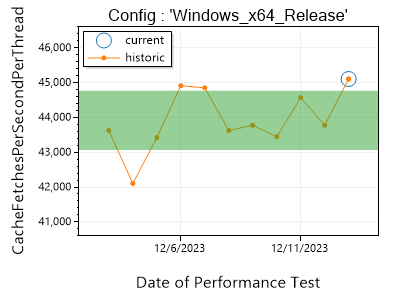 Config : 'Windows_x64_Release'
CacheFetchesPerSecondPerThread
46,000
45,000
44,000
43,000
42,000
41,000
current
historic
12/6/2023
12/11/2023
Date of Performance Test